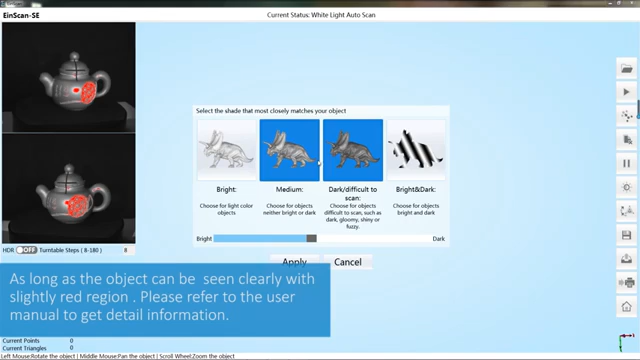 EinScan-SE
Current Status: White Light Auto Scan
Select the shade that most closely matches your object
Bright:
Choose for light color
objects
Medium:
Choose for objects
neither bright or dark
Dark/difficult to
scan:
Choose for objects
difficult to scan, such as
dark, gloomy, shiny or
fuzzy.
Bright&Dark:
Choose for objects
bright and dark
Bright
Dark
Apply
Cancel
HDR OFF Turntable Steps (8-180) 8
As long as the object can be seen clearly with
slightly red region . Please refer to the user
manual to get detail information.
Current Points 0
Current Triangles 0
Left Mouse:Rotate the object | Middle Mouse:Pan the object | Scroll Wheel:Zoom the object